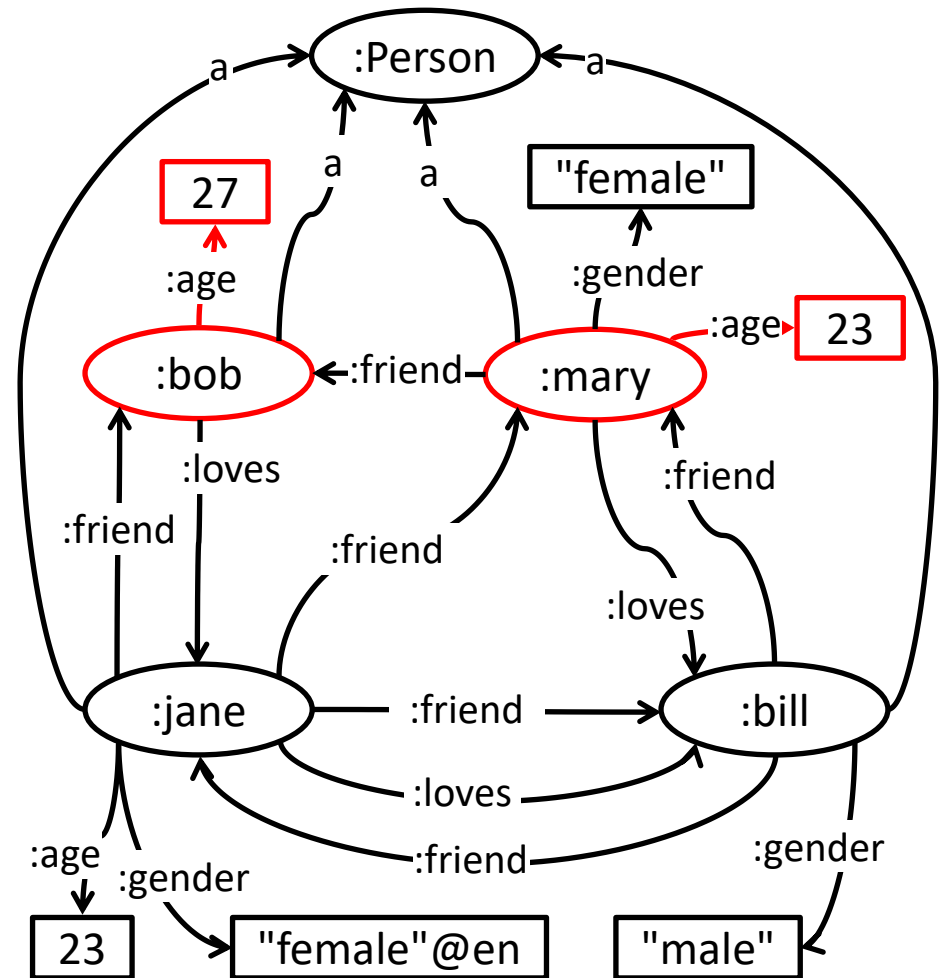 :Person
a
a
a
a
27
"female"
:age
:gender
:age
23
:bob
:friend
:mary
:loves
:friend
:friend
:friend
:loves
:jane
:friend
:bill
:loves
:age
:gender
:friend
:gender
23
"female"@en
"male"